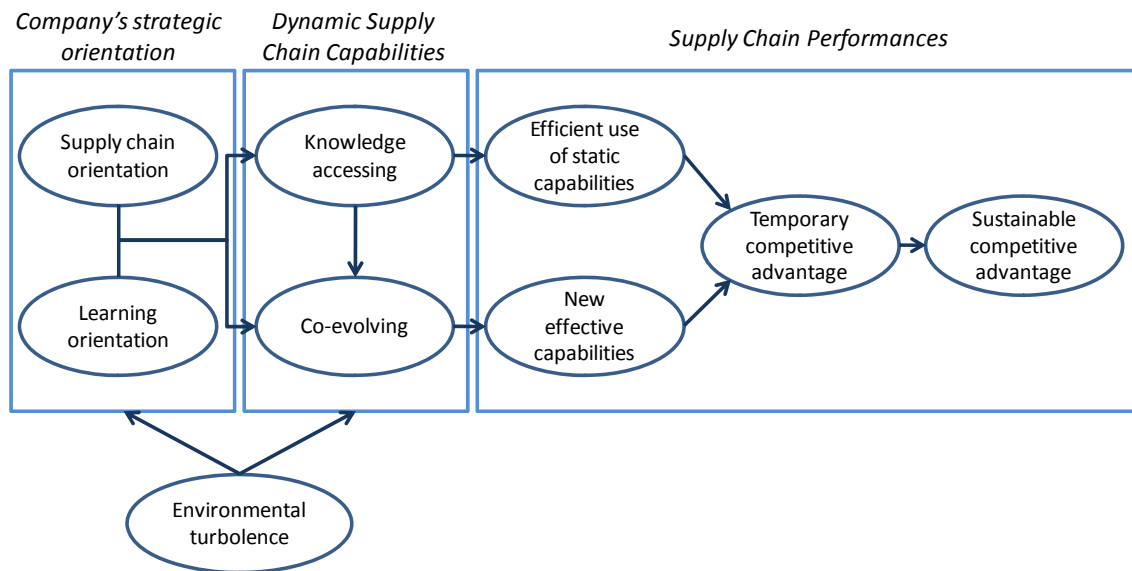 Company's strategic
orientation
Dynamic Supply
Chain Capabilities
Supply Chain Performances
Supply chain
orientation
Learning
orientation
Knowledge
accessing
Co-evolving
Efficient use
of static
capabilities
New
effective
capabilities
Temporary
competitive
advantage
Sustainable
competitive
advantage
Environmental
turbolence